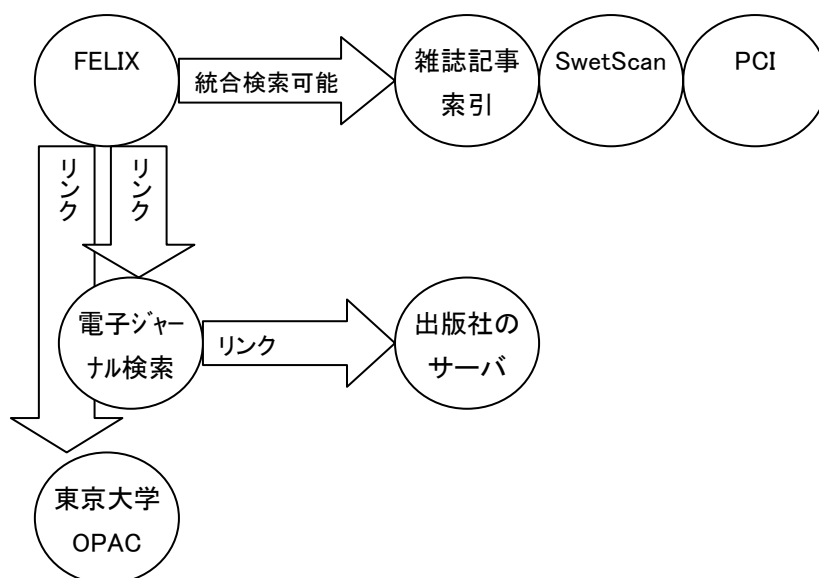 FELIX
統合検索可能
雑誌記事
索引
SwetScan
PCI
リンク
リンク
電子ジャー
ナル検索
リンク
出版社の
サーバ
東京大学
OPAC